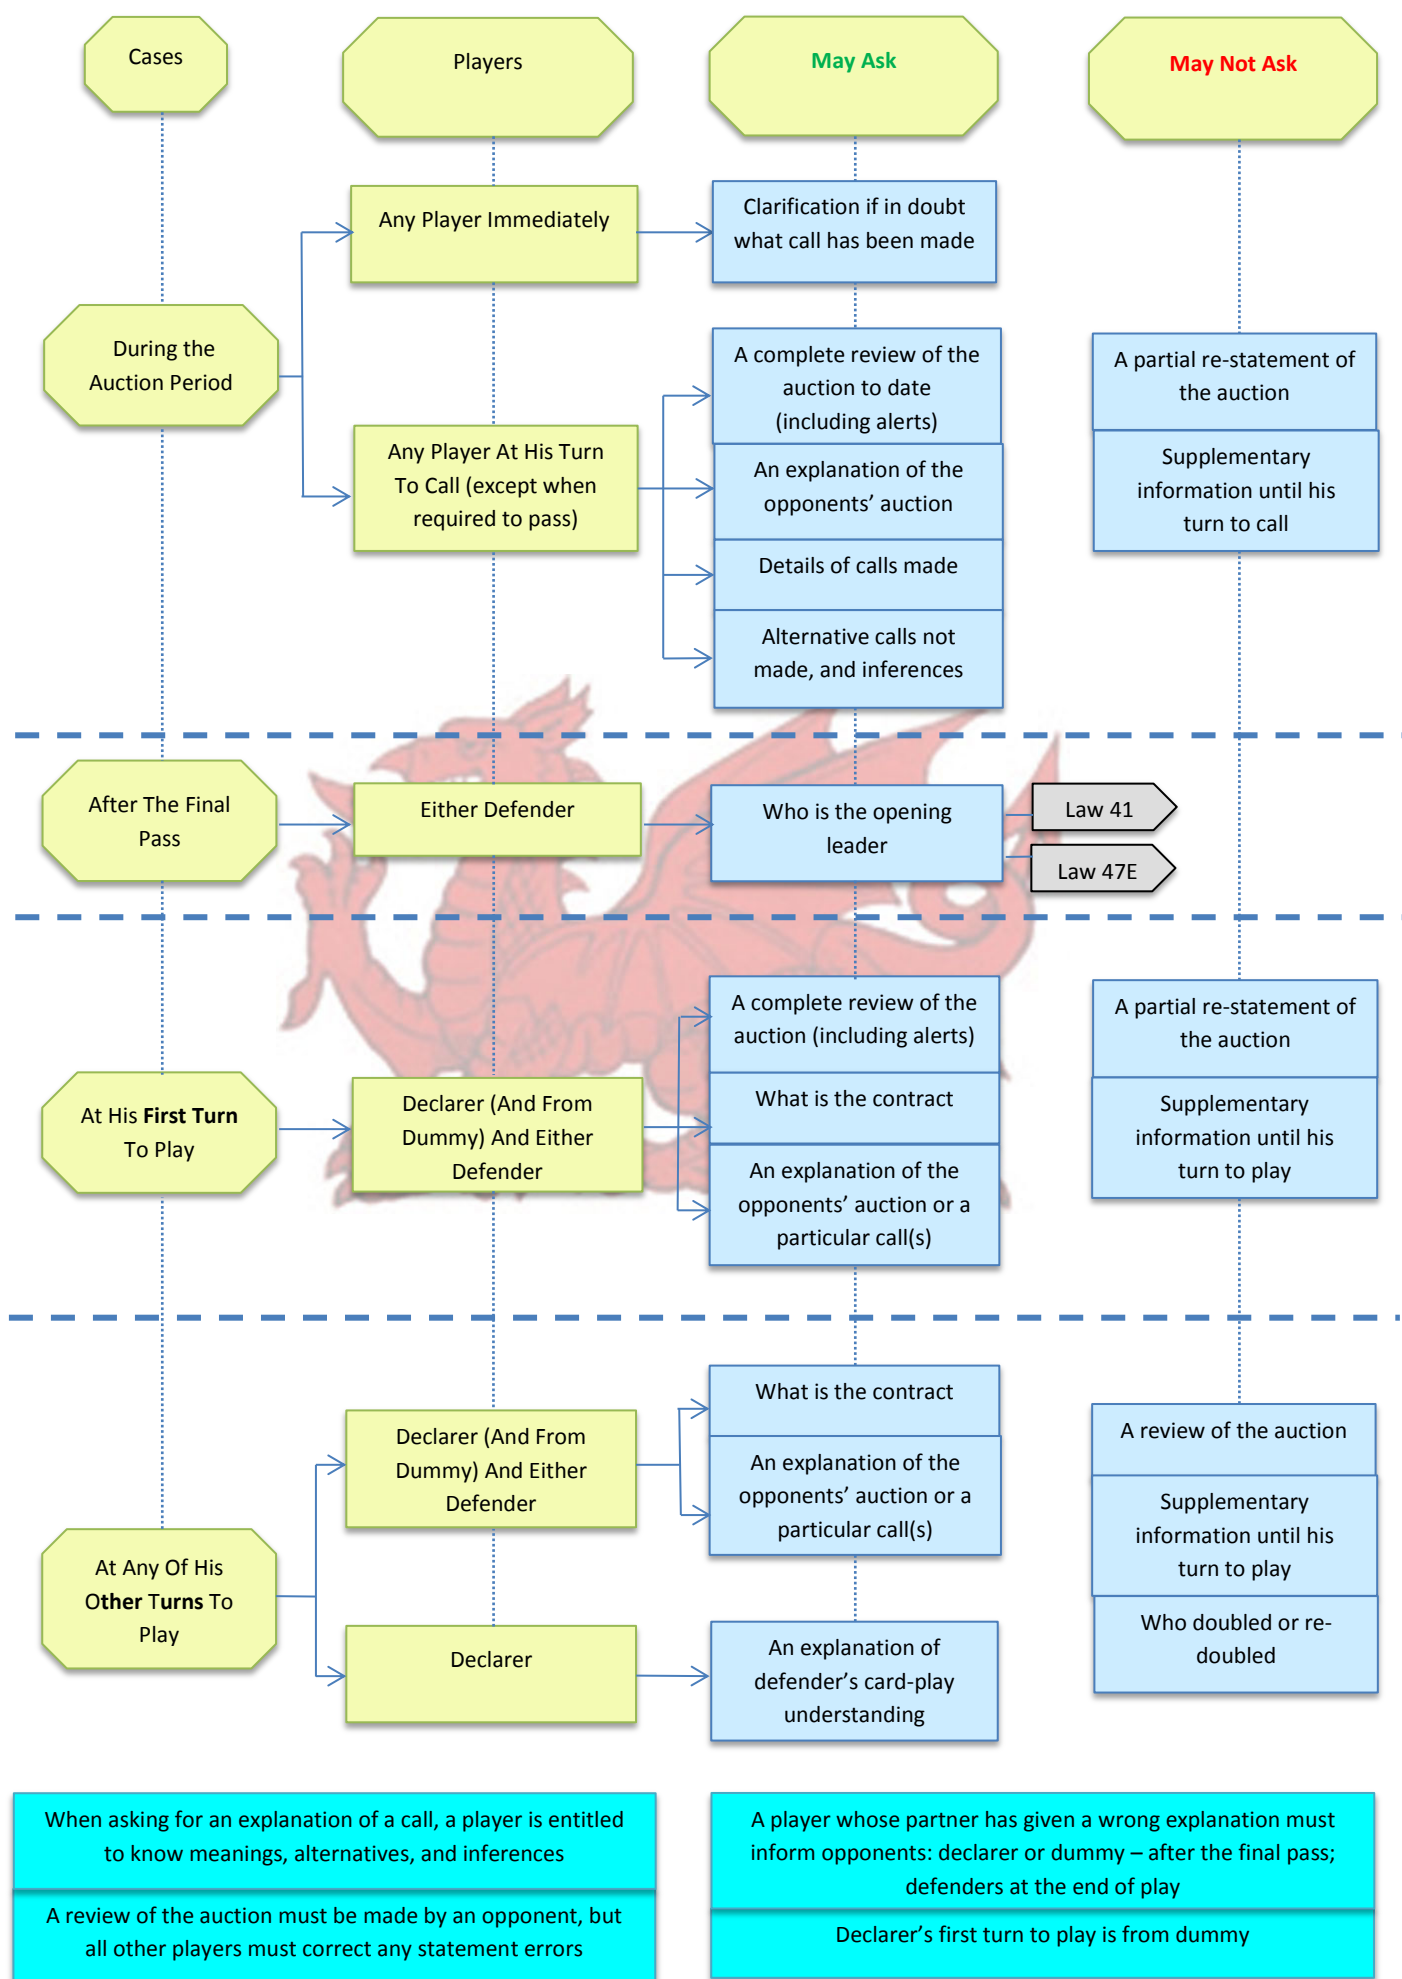 Cases
Players
May Ask
May Not Ask
Any Player Immediately
Clarification if in doubt
what call has been made
During the
Auction Period
A complete review of the
auction to date
(including alerts)
A partial re-statement of
the auction
Any Player At His Turn
To Call (except when
required to pass)
An explanation of the
opponents’ auction
Supplementary
information until his
turn to call
Details of calls made
Alternative calls not
made, and inferences
After The Final
Pass
Either Defender
Who is the opening
leader
Law 41
Law 47E
A complete review of the
auction (including alerts)
A partial re-statement of
the auction
At His First Turn
To Play
Declarer (And From
Dummy) And Either
Defender
What is the contract
Supplementary
information until his
turn to play
An explanation of the
opponents’ auction or a
particular call(s)
What is the contract
A review of the auction
Declarer (And From
Dummy) And Either
Defender
An explanation of the
opponents’ auction or a
particular call(s)
Supplementary
information until his
turn to play
At Any Of His
Other Turns To
Play
Who doubled or re-
doubled
Declarer
An explanation of
defender’s card-play
understanding
When asking for an explanation of a call, a player is entitled
to know meanings, alternatives, and inferences
A review of the auction must be made by an opponent, but
all other players must correct any statement errors
A player whose partner has given a wrong explanation must
inform opponents: declarer or dummy – after the final pass;
defenders at the end of play
Declarer’s first turn to play is from dummy